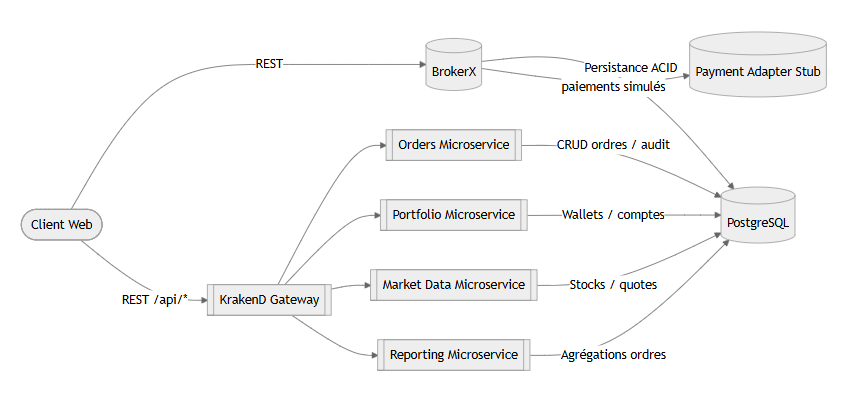 REST
BrokerX
Persistance ACID
paiements simulés
Payment Adapter Stub
Orders Microservice
CRUD ordres / audit
Client Web
Portfolio Microservice
Wallets / comptes
PostgreSQL
REST /api/*
KrakenD Gateway
Market Data Microservice
Stocks / quotes
Reporting Microservice
Agrégations ordres